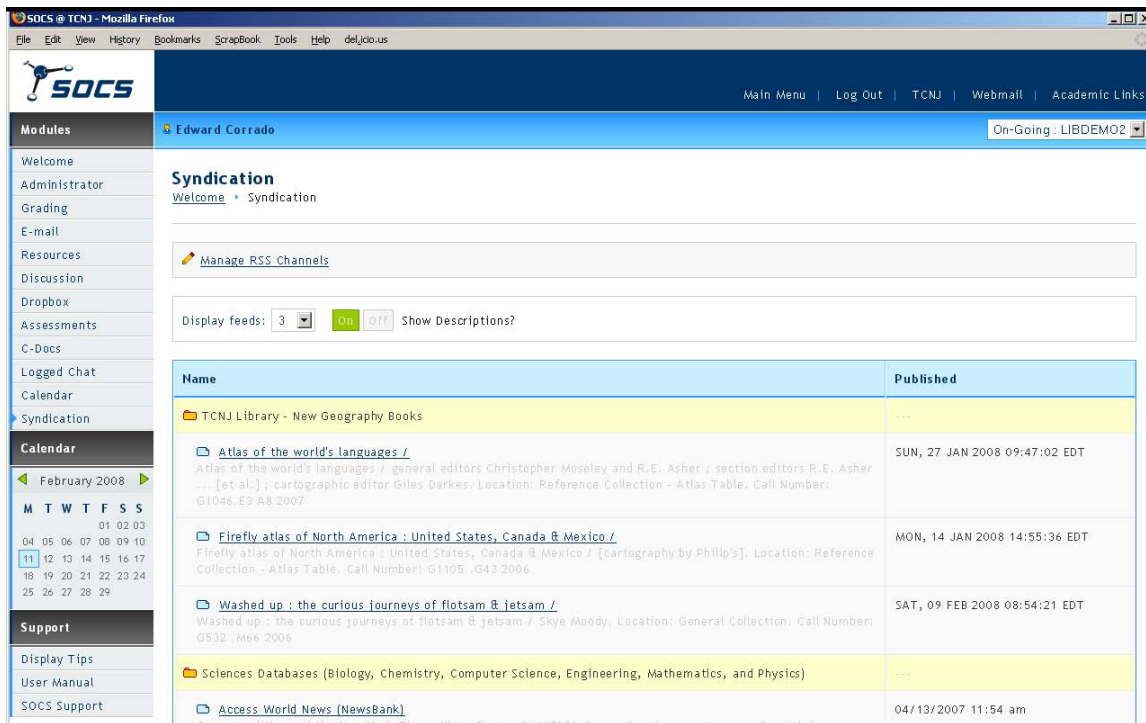 SOCS @ TCNJ - Mozilla Firefox
File Edit View History Bookmarks ScrapBook Tools Help del.icio.us
SOCS
Main Menu | Log Out | TCNJ | Webmail | Academic Links
Modules
Edward Corrado
On-Going : LIBDEMO2
Welcome
Administrator
Grading
E-mail
Resources
Discussion
Dropbox
Assessments
C-Docs
Logged Chat
Calendar
Syndication
Calendar
February 2008
M T W T F S S
01 02 03
04 05 06 07 08 09 10
11 12 13 14 15 16 17
18 19 20 21 22 23 24
25 26 27 28 29
Support
Display Tips
User Manual
SOCS Support
Syndication
Welcome Syndication
Manage RSS Channels
Display feeds: 3 On Off Show Descriptions?
Name Published
TCNJ Library - New Geography Books ---
Atlas of the world's languages / SUN, 27 JAN 2008 09:47:02 EDT
Atlas of the world's languages / general editors Christopher Moseley and R.E. Asher ; section editors R.E. Asher
... [et al.] ; cartographic editor Giles Darkes. Location: Reference Collection - Atlas Table. Call Number:
G1046.E3 A8 2007
Firefly atlas of North America : United States, Canada & Mexico / MON, 14 JAN 2008 14:55:36 EDT
Firefly atlas of North America : United States, Canada & Mexico / [cartography by Philip's]. Location: Reference
Collection - Atlas Table. Call Number: G1105 .G43 2006
Washed up : the curious journeys of flotsam & jetsam / SAT, 09 FEB 2008 08:54:21 EDT
Washed up : the curious journeys of flotsam & jetsam / Skye Moody. Location: General Collection. Call Number:
G532 .M66 2006
Sciences Databases (Biology, Chemistry, Computer Science, Engineering, Mathematics, and Physics) ---
Access World News (NewsBank) 04/13/2007 11:54 am